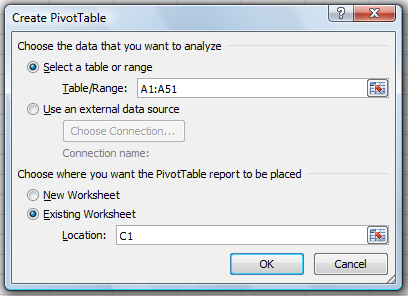 Create PivotTable
Choose the data that you want to analyze
Select a table or range
Table/Range: A1:A51
Use an external data source
Choose Connection...
Connection name:
Choose where you want the PivotTable report to be placed
New Worksheet
Existing Worksheet
Location: C1
OK Cancel